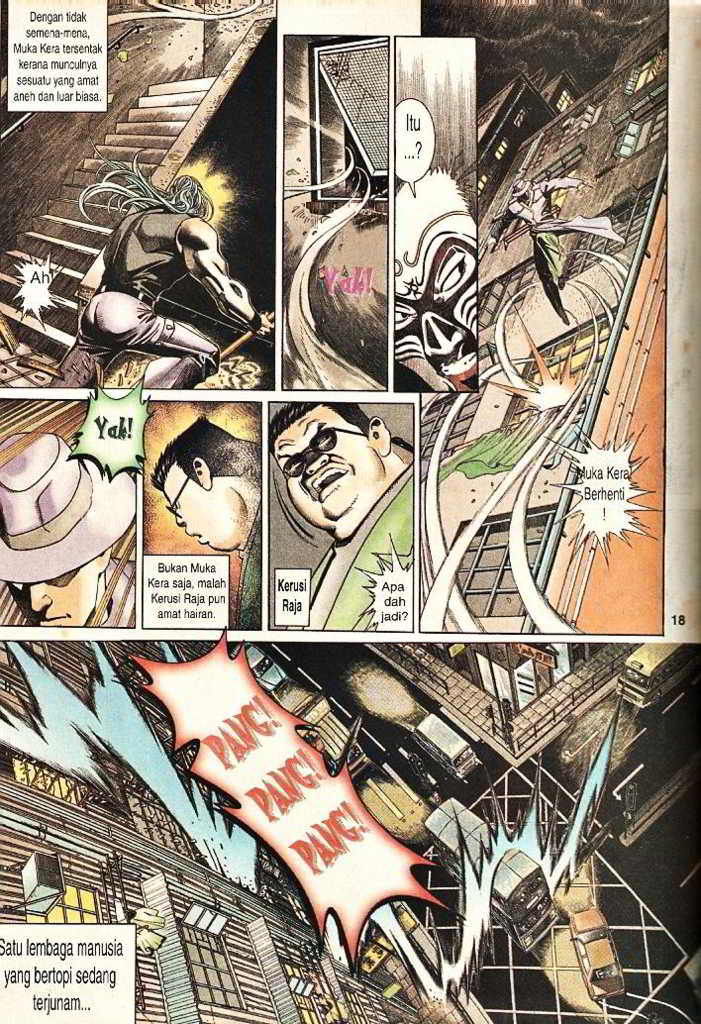 Dengan tidak
semena-mena,
Muka Kera tersentak
kerana munculnya
sesuatu yang amat
aneh dan luar biasa.
Ah
Yak!
Itu
...?
Muka Kera
Berhenti
!
Yak!
Bukan Muka
Kera saja, malah
Kerusi Raja pun
amat hairan.
Kerusi
Raja
Apa
dah
jadi?
18
PANG!
PANG!
PANG!
Satu lembaga manusia
yang bertopi sedang
terjunam...